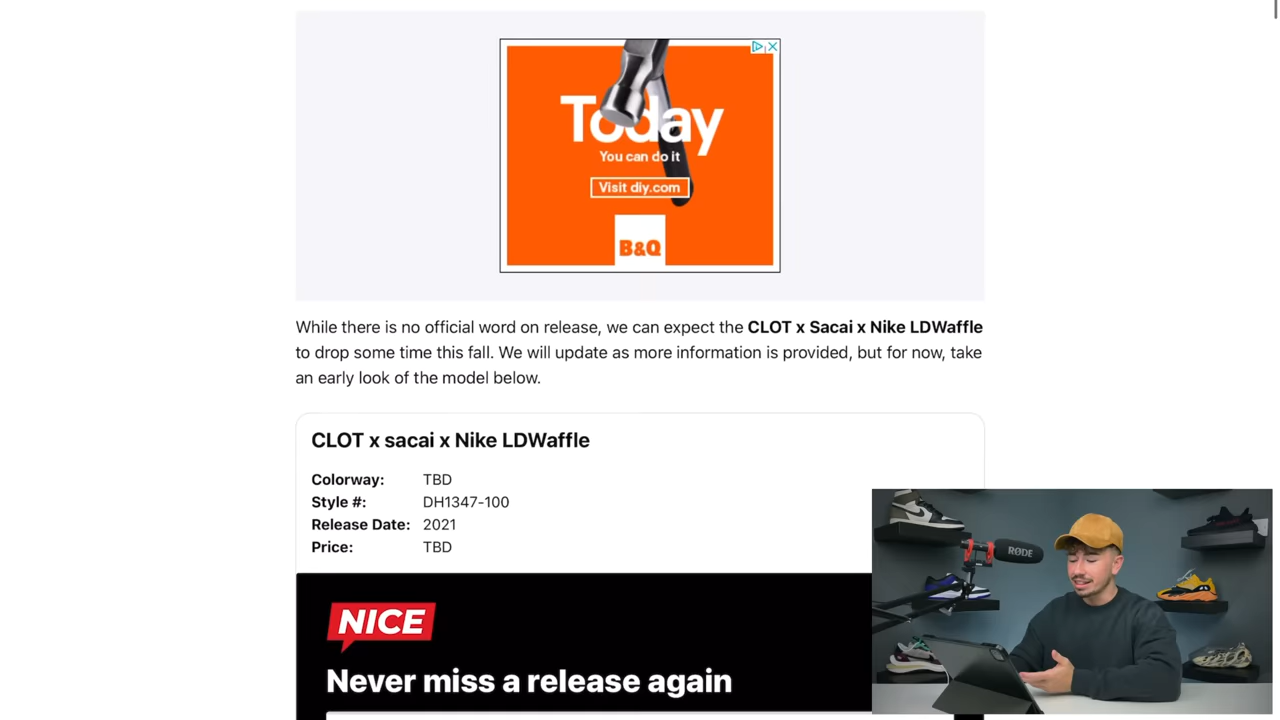 Today
You can do it
Visit diy.com
B&Q
While there is no official word on release, we can expect the CLOT x Sacai x Nike LDWaffle
to drop some time this fall. We will update as more information is provided, but for now, take
an early look of the model below.
CLOT x sacai x Nike LDWaffle
Colorway: TBD
Style #: DH1347-100
Release Date: 2021
Price: TBD
NICE
Never miss a release again
RØDE